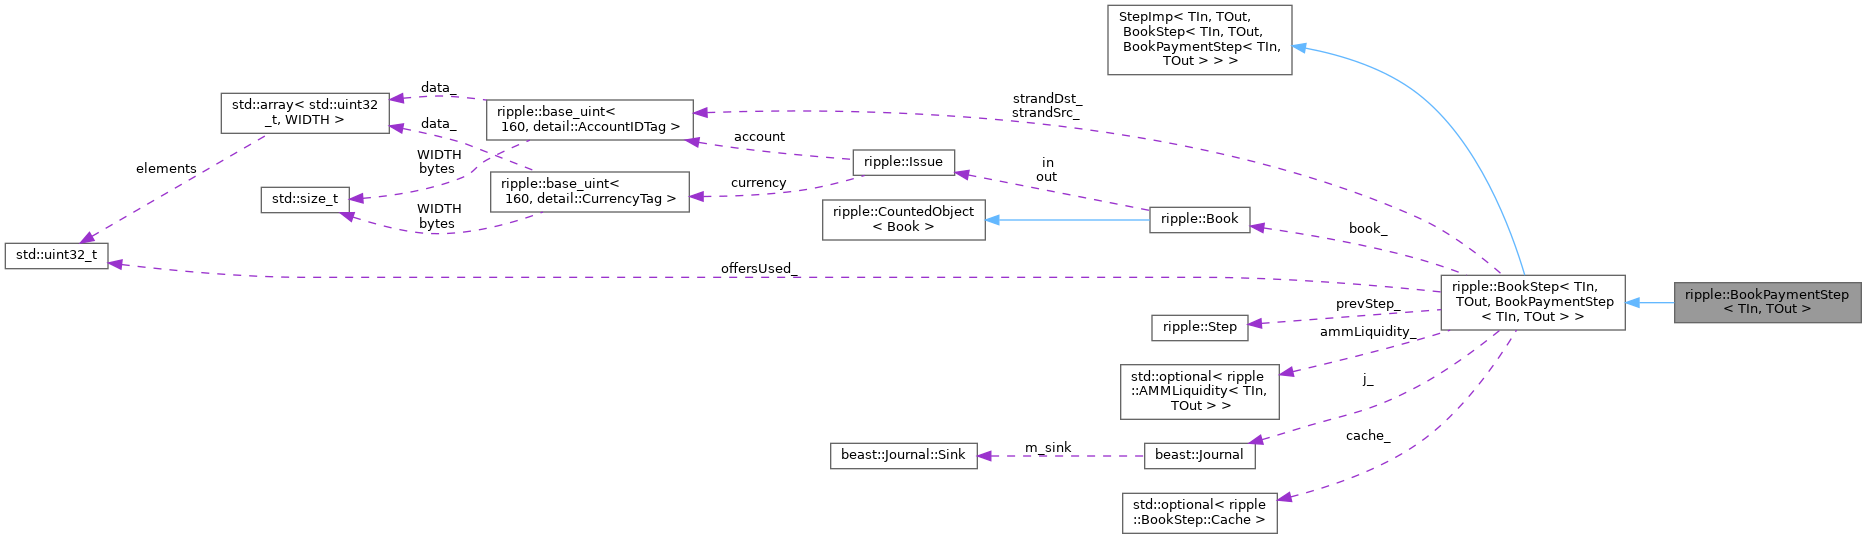 StepImp< TIn, TOut,
BookStep< TIn, TOut,
BookPaymentStep< TIn,
TOut > > >
data_
std::array< std::uint32
_t, WIDTH >
ripple::base_uint<
160, detail::AccountIDTag >
strandDst_
strandSrc_
data_
account
WIDTH
bytes
ripple::Issue
in
out
elements
std::size_t
ripple::base_uint<
160, detail::CurrencyTag >
currency
WIDTH
bytes
ripple::CountedObject
< Book >
ripple::Book
book_
std::uint32_t
offersUsed_
ripple::BookStep< TIn,
TOut, BookPaymentStep
< TIn, TOut > >
ripple::BookPaymentStep
< TIn, TOut >
prevStep_
ripple::Step
ammLiquidity_
std::optional< ripple
::AMMLiquidity< TIn,
TOut > >
j_
beast::Journal::Sink
m_sink
beast::Journal
cache_
std::optional< ripple
::BookStep::Cache >